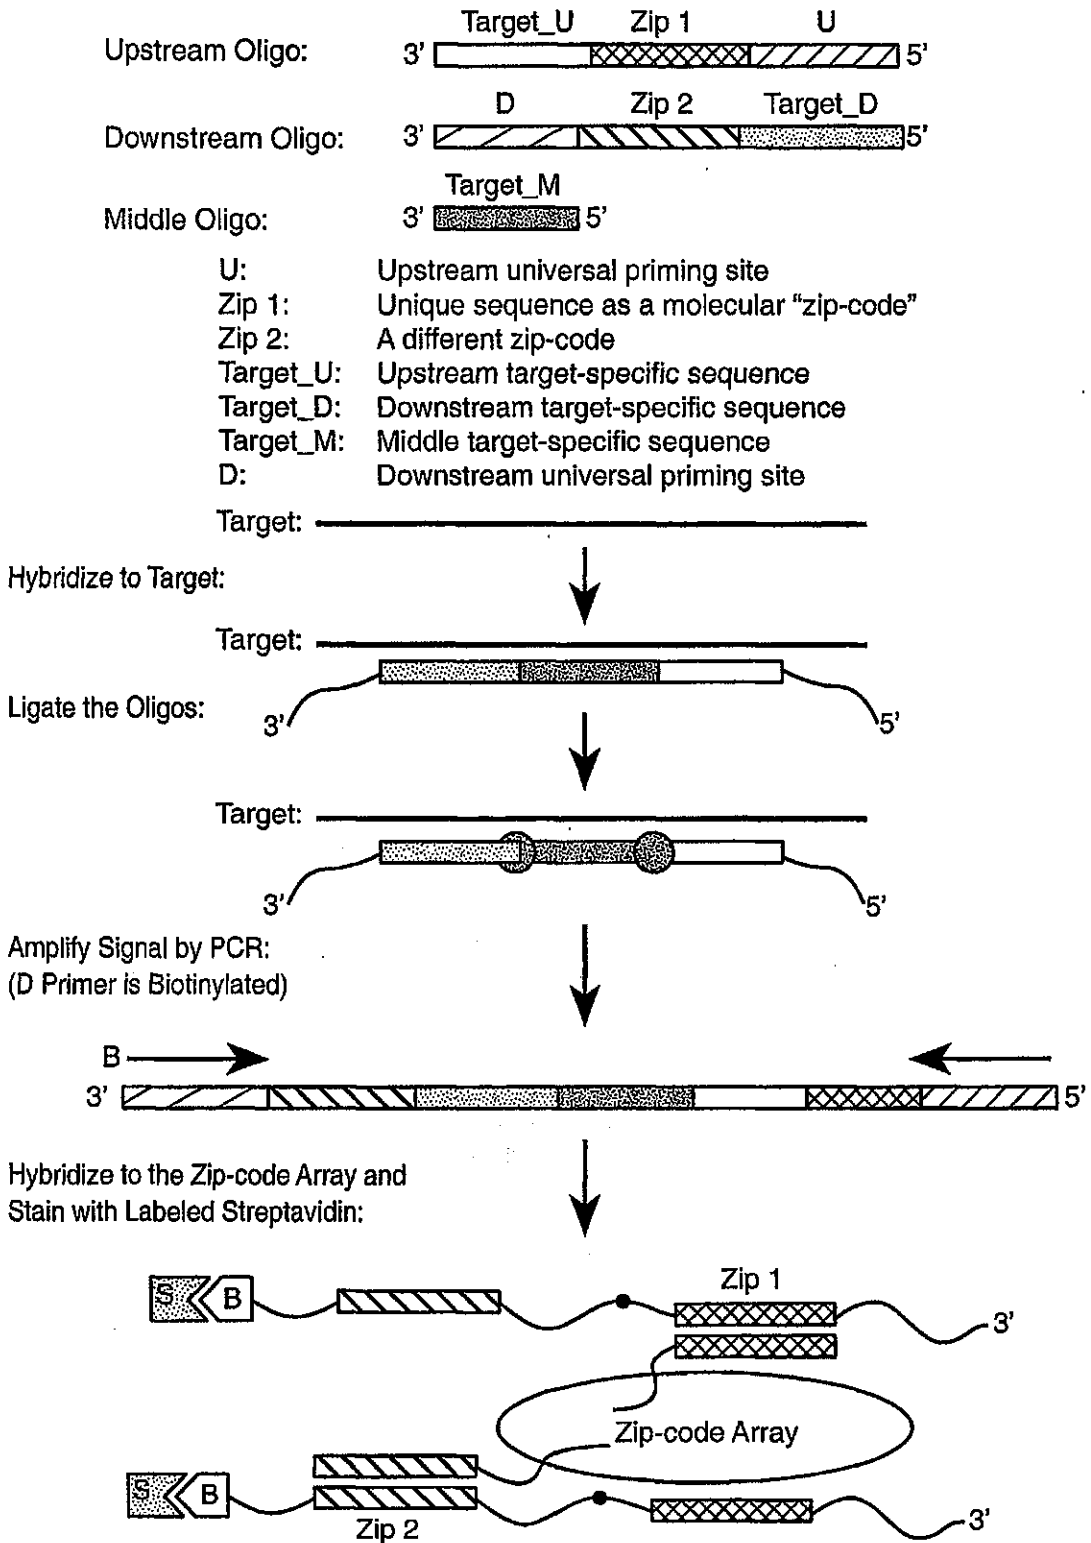 Target_U Zip 1 U
Upstream Oligo: 3’ 5’
D Zip 2 Target_D
Downstream Oligo: 3’ 5’
Target_M
Middle Oligo: 3’ 5’
U: Upstream universal priming site
Zip 1: Unique sequence as a molecular “zip-code”
Zip 2: A different zip-code
Target_U: Upstream target-specific sequence
Target_D: Downstream target-specific sequence
Target_M: Middle target-specific sequence
D: Downstream universal priming site
Target:
Hybridize to Target:
Target:
Ligate the Oligos:
3’ 5’
Target:
3’ 5’
Amplify Signal by PCR:
(D Primer is Biotinylated)
B
3’ 5’
Hybridize to the Zip-code Array and
Stain with Labeled Streptavidin:
Zip 1
S B 3’
Zip-code Array
S B 3’
Zip 2